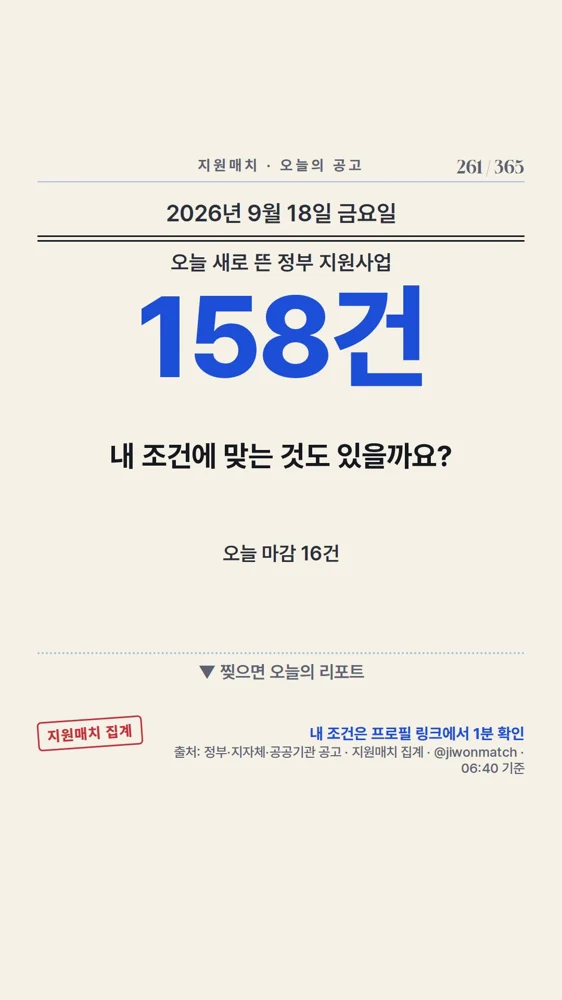 지원매치 · 오늘의 공고
261/365
2026년 9월 18일 금요일
오늘 새로 뜬 정부 지원사업
158건
내 조건에 맞는 것도 있을까요?
오늘 마감 16건
▼ 찢으면 오늘의 리포트
지원매치 집계
내 조건은 프로필 링크에서 1분 확인
출처: 정부·지자체·공공기관 공고 · 지원매치 집계 · @jiwonmatch ·
06:40 기준